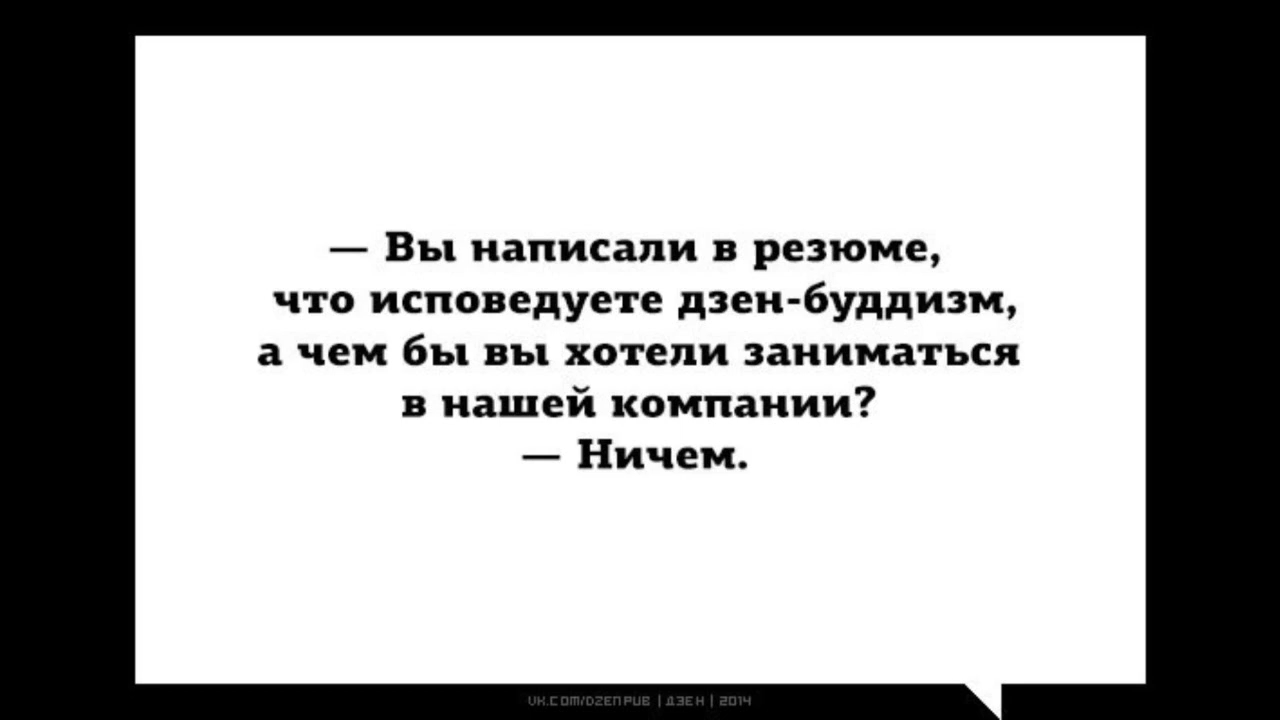 — Вы написали в резюме,
что исповедуете дзен-буддизм,
а чем бы вы хотели заниматься
в нашей компании?
— Ничем.
VK.COM/DZENPUB | ДЗЕН | 2014